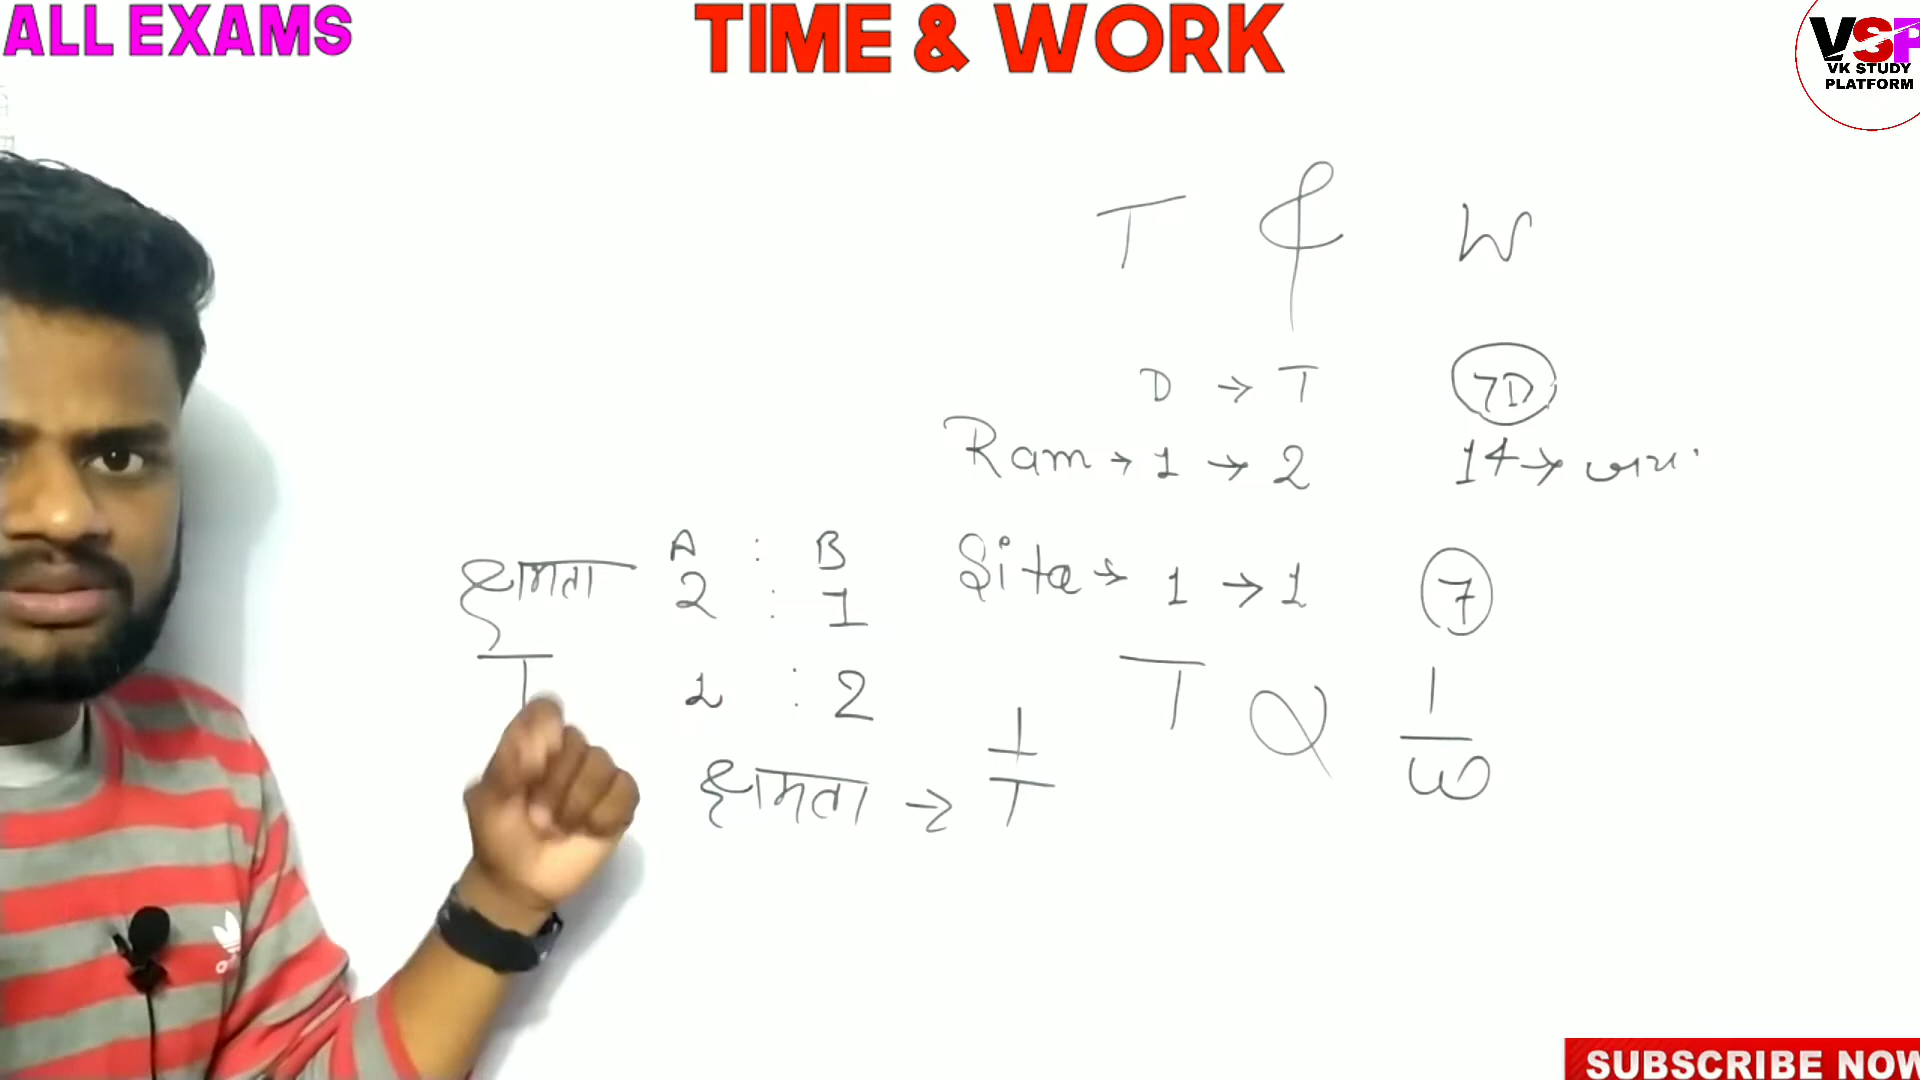 ALL EXAMS
TIME & WORK
VSP
VK STUDY
PLATFORM
T & W
D → T 7D
Ram → 1 → 2 14 →
A : B
क्षमता 2 : 1
Sita → 1 → 1 7
T 1 : 2
T α 1/W
क्षमता → 1/T
SUBSCRIBE NOW